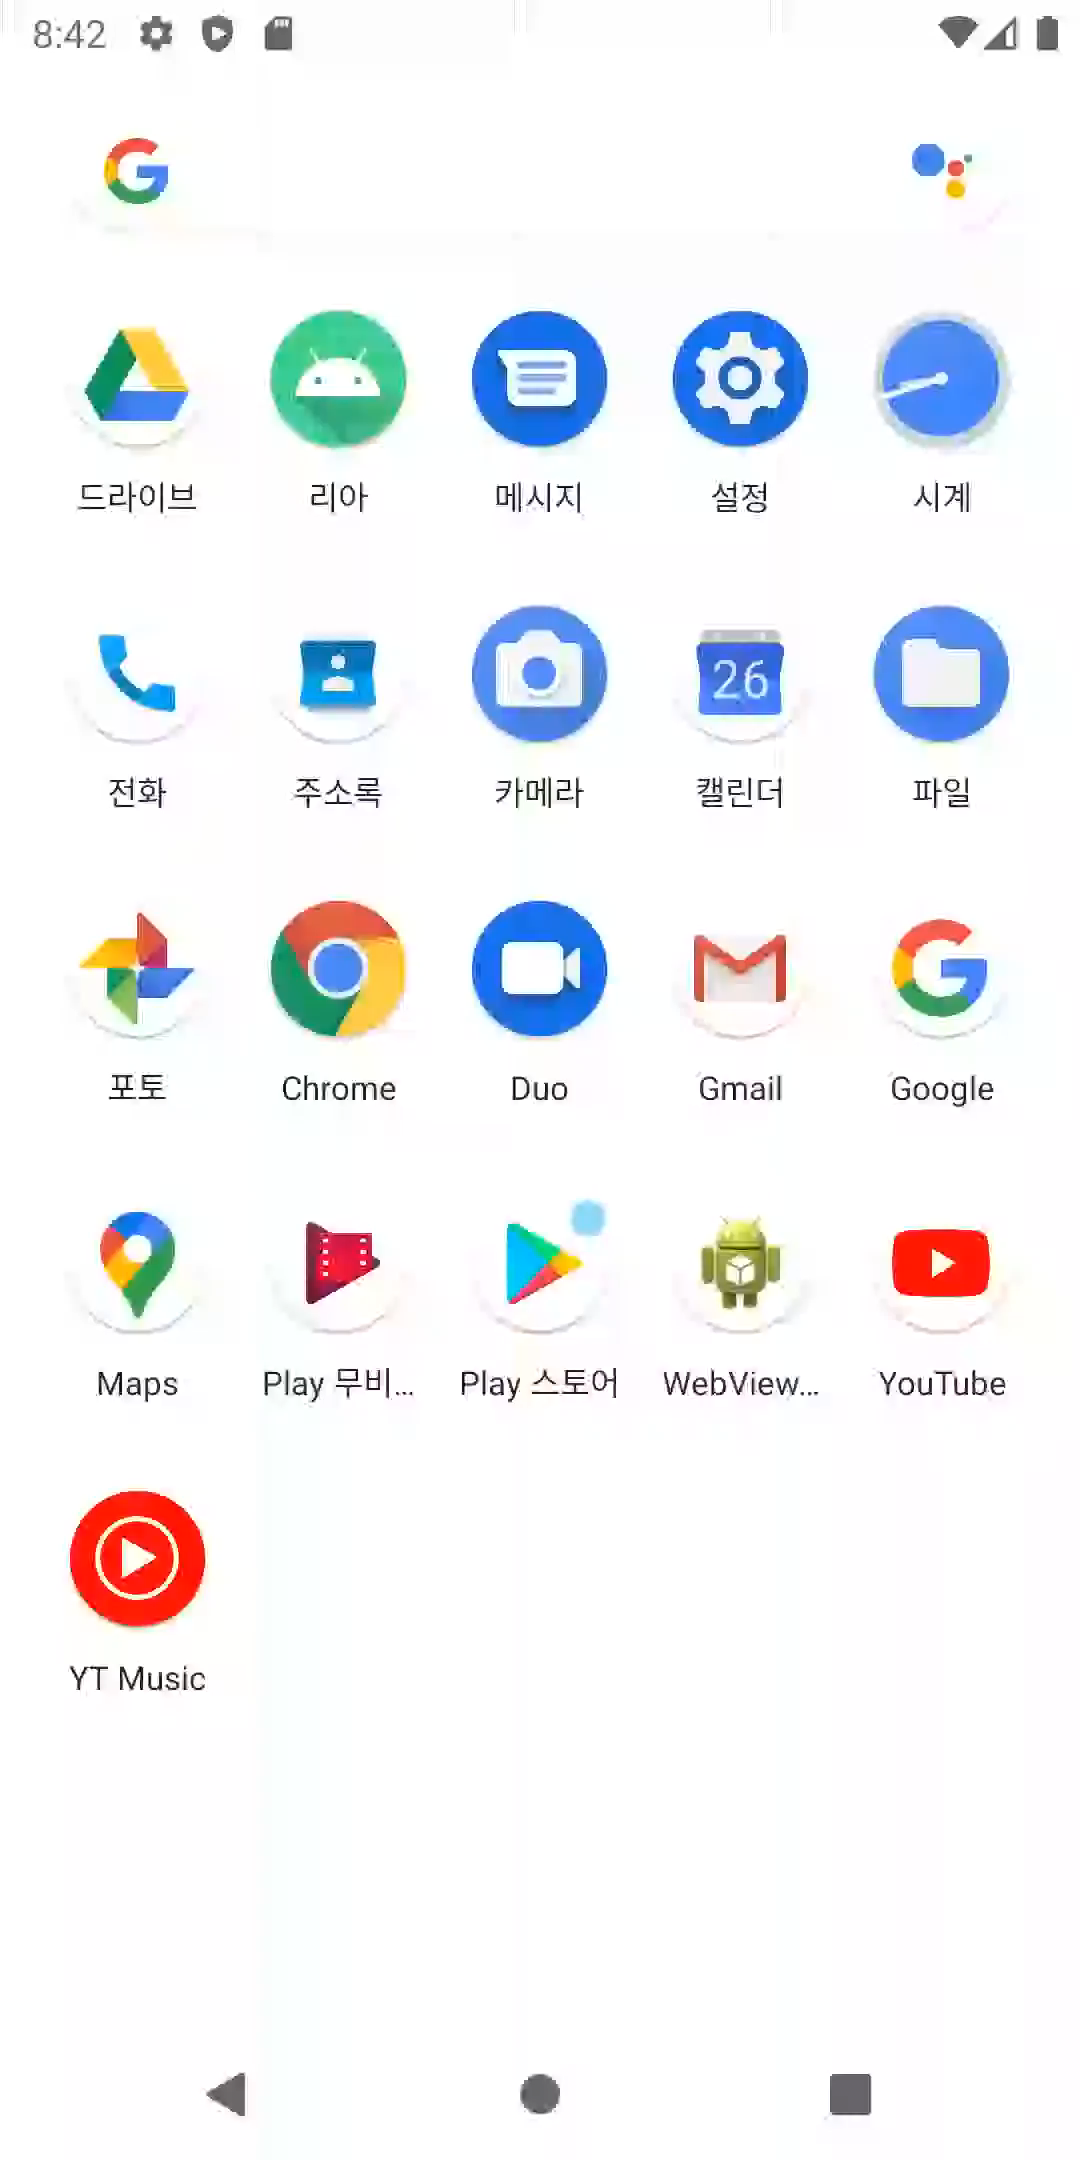 8:42
드라이브 리아 메시지 설정 시계
26
전화 주소록 카메라 캘린더 파일
포토 Chrome Duo Gmail Google
Maps Play 무비... Play 스토어 WebView... YouTube
YT Music